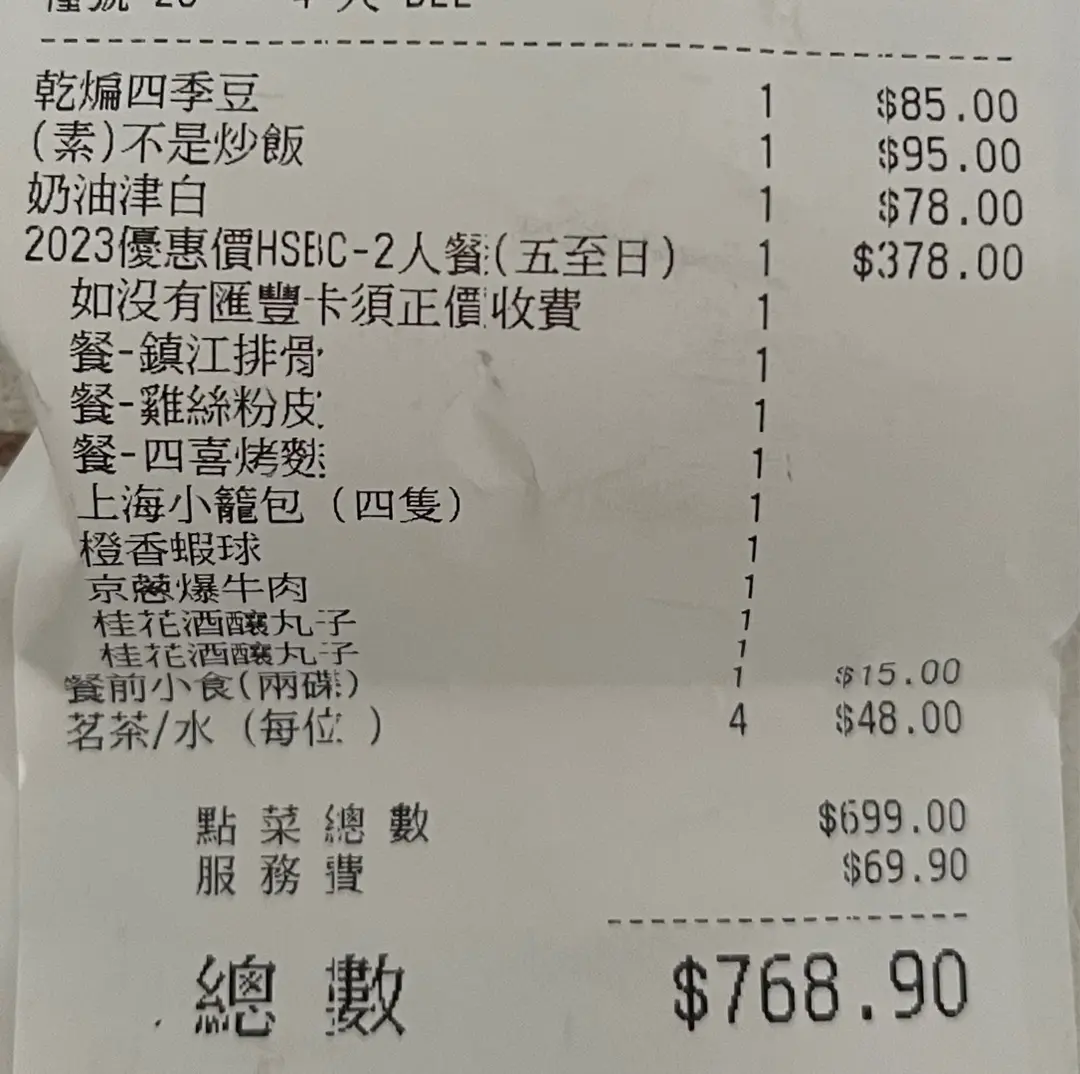 乾煸四季豆 1 $85.00
(素)不是炒飯 1 $95.00
奶油津白 1 $78.00
2023優惠價HSBC-2人餐(五至日) 1 $378.00
如沒有匯豐卡須正價收費 1
餐-鎮江排骨 1
餐-雞絲粉皮 1
餐-四喜烤麩 1
上海小籠包 (四隻) 1
橙香蝦球 1
京蔥爆牛肉 1
桂花酒釀丸子 1
桂花酒釀丸子 1
餐前小食(兩碟) 1 $15.00
茗茶/水 (每位 ) 4 $48.00
點菜總數 $699.00
服務費 $69.90
總數 $768.90